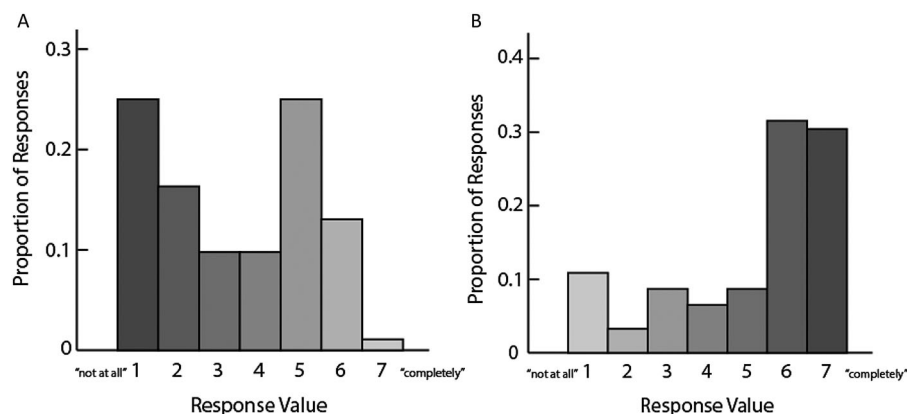 A
Proportion of Responses
0.3
0.2
0.1
0
"not at all" 1 2 3 4 5 6 7 "completely"
Response Value
B
Proportion of Responses
0.4
0.3
0.2
0.1
0
"not at all" 1 2 3 4 5 6 7 "completely"
Response Value